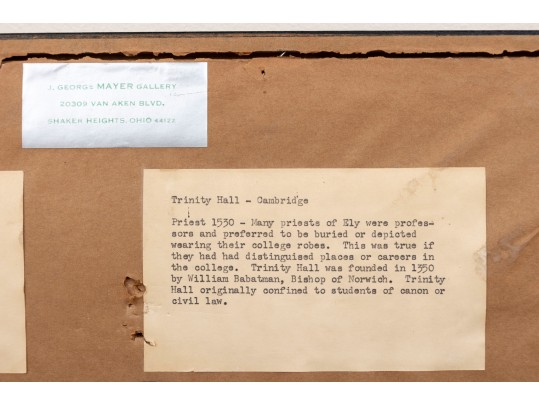 J. GEORGE MAYER GALLERY
20309 VAN AKEN BLVD.
SHAKER HEIGHTS, OHIO 44122
Trinity Hall - Cambridge
Priest 1530 - Many priests of Ely were profes-
sors and preferred to be buried or depicted
wearing their college robes. This was true if
they had had distinguised places or careers in
the college. Trinity Hall was founded in 1350
by William Babatman, Bishop of Norwich. Trinity
Hall originally confined to students of canon or
civil law.